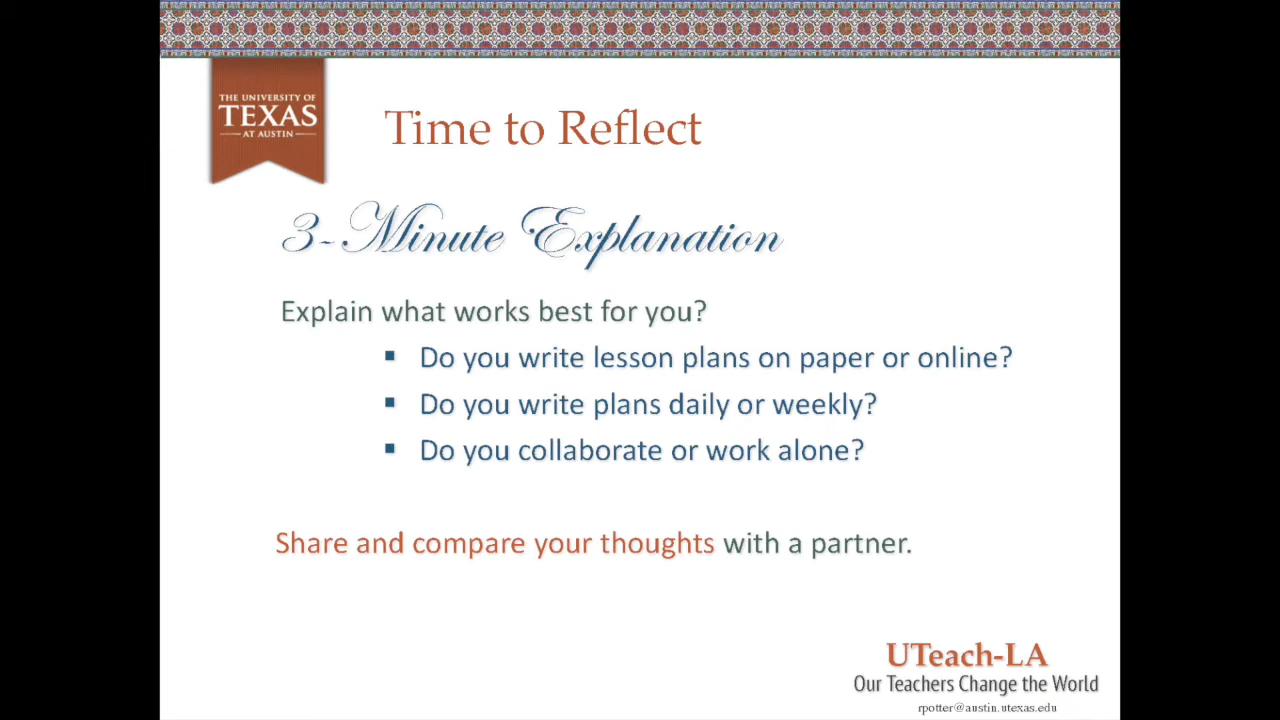 THE UNIVERSITY OF
TEXAS
AT AUSTIN
Time to Reflect
3-Minute Explanation
Explain what works best for you?
▪ Do you write lesson plans on paper or online?
▪ Do you write plans daily or weekly?
▪ Do you collaborate or work alone?
Share and compare your thoughts with a partner.
UTeach-LA
Our Teachers Change the World
rpotter@austin.utexas.edu